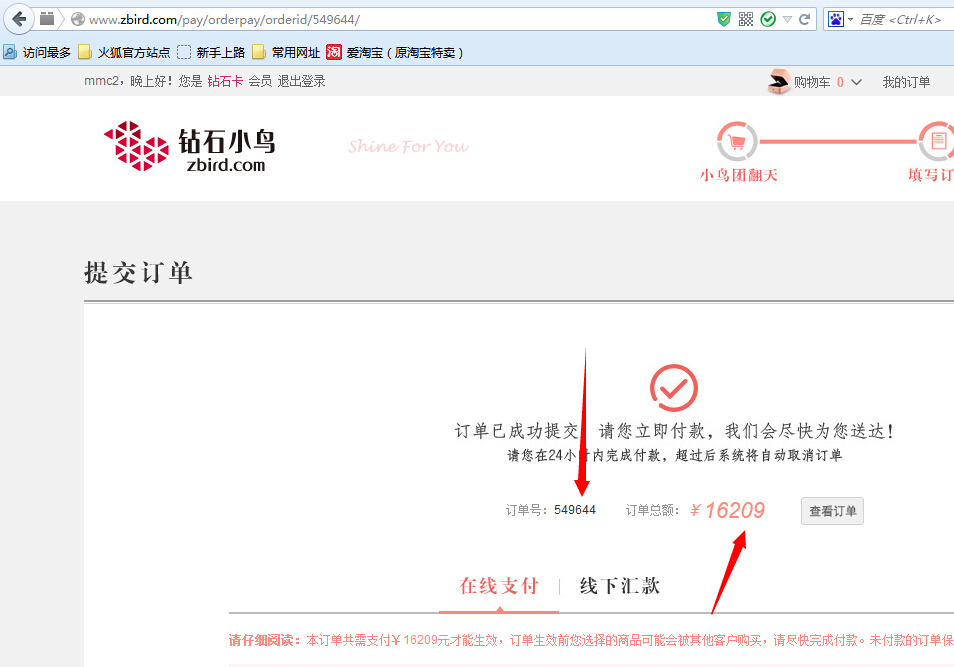 www.zbird.com/pay/orderpay/orderid/549644/
百度 <Ctrl+K>
访问最多 火狐官方站点 新手上路 常用网址 淘 爱淘宝（原淘宝特卖）
mmc2，晚上好！您是 钻石卡 会员 退出登录
购物车 0 我的订单
钻石小鸟
zbird.com
Shine For You
小鸟团翻天 填写订
提交订单
订单已成功提交 请您立即付款，我们会尽快为您送达！
请您在24小时内完成付款，超过后系统将自动取消订单
订单号：549644 订单总额：￥16209 查看订单
在线支付 线下汇款
请仔细阅读：本订单共需支付￥16209元才能生效，订单生效前您选择的商品可能会被其他客户购买，请尽快完成付款。未付款的订单保